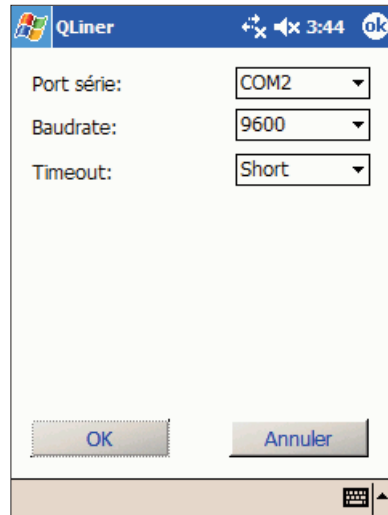 QLiner 3:44 ok
Port série: COM2
Baudrate: 9600
Timeout: Short
OK Annuler